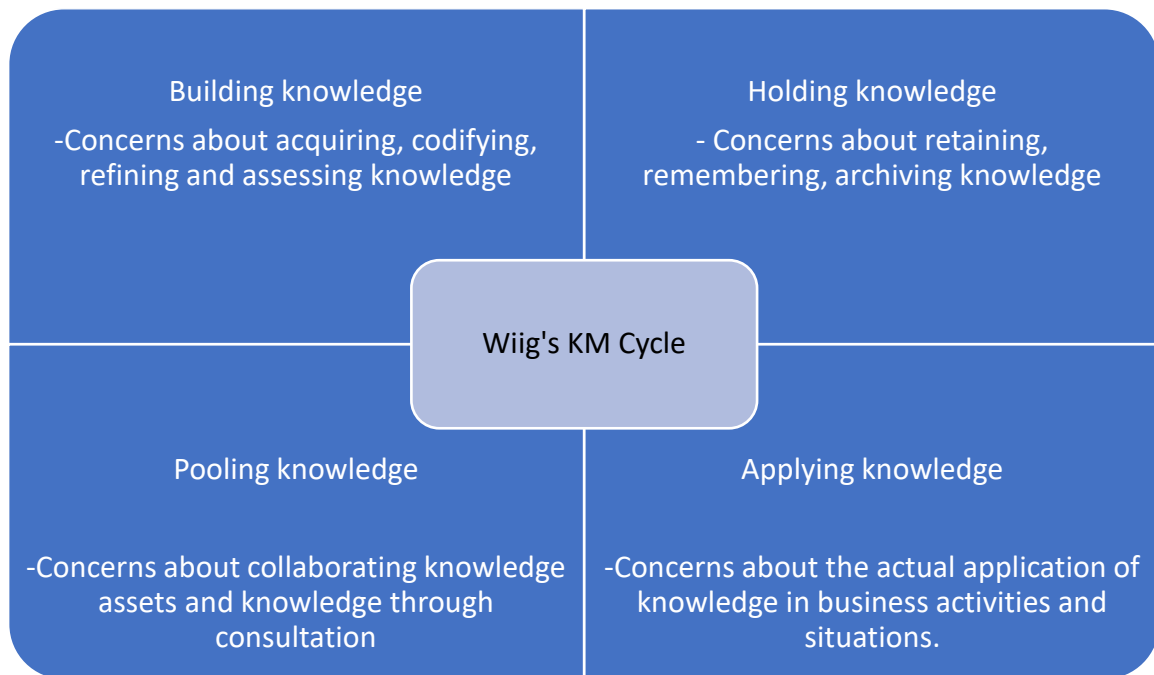 Building knowledge
-Concerns about acquiring, codifying,
refining and assessing knowledge
Holding knowledge
- Concerns about retaining,
remembering, archiving knowledge
Wiig's KM Cycle
Pooling knowledge
-Concerns about collaborating knowledge
assets and knowledge through
consultation
Applying knowledge
-Concerns about the actual application of
knowledge in business activities and
situations.